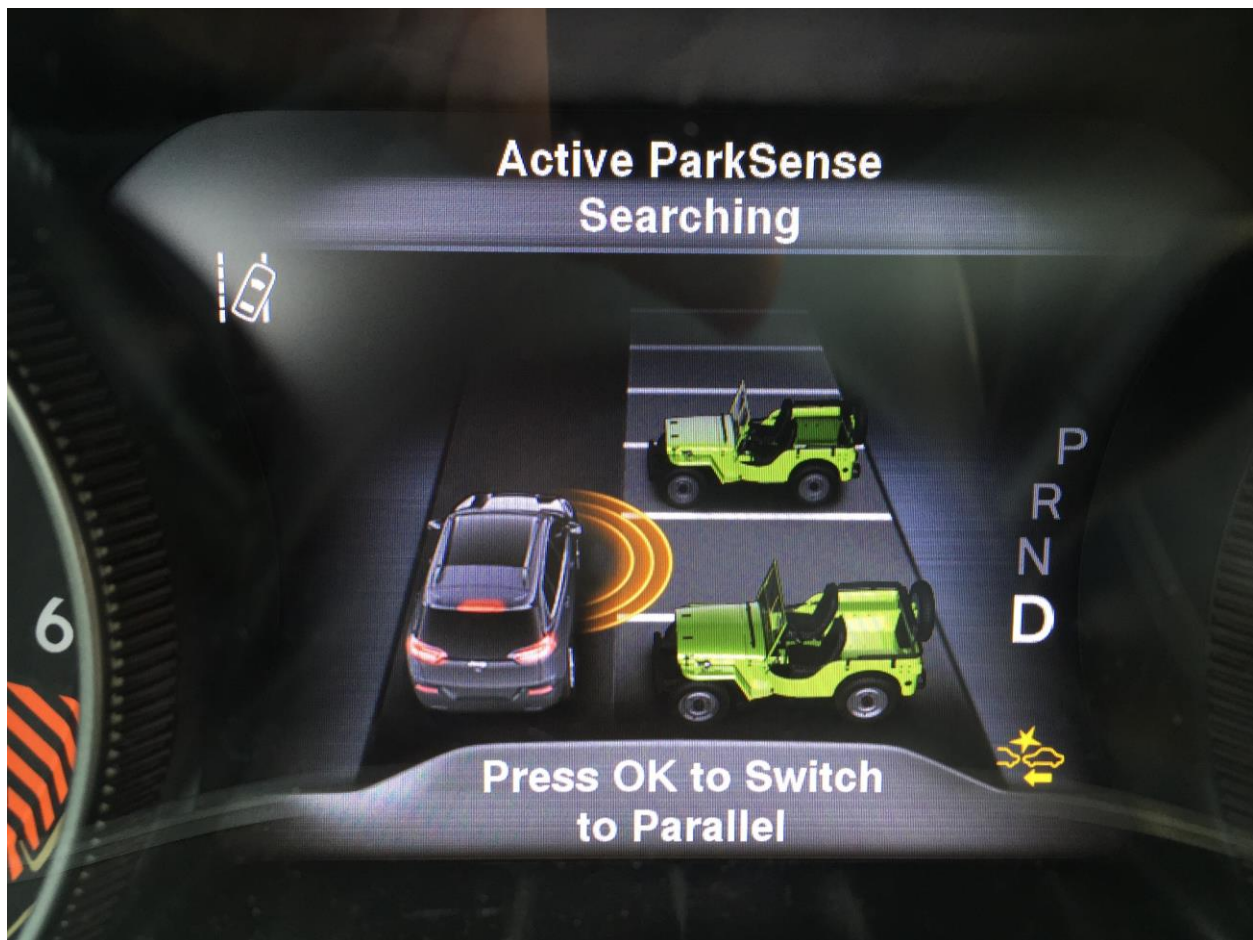 Active ParkSense
Searching
P
R
N
D
6
Press OK to Switch
to Parallel